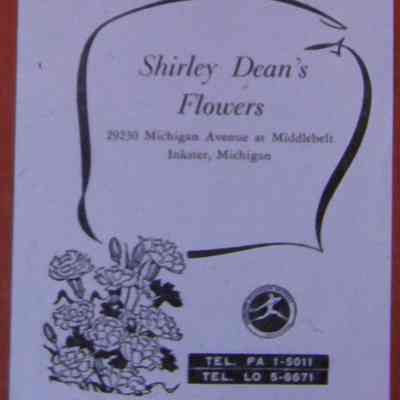 Shirley Dean's
Flowers
29230 Michigan Avenue at Middlebelt
Inkster, Michigan
TEL. PA 1-5011
TEL. LO 5-6671